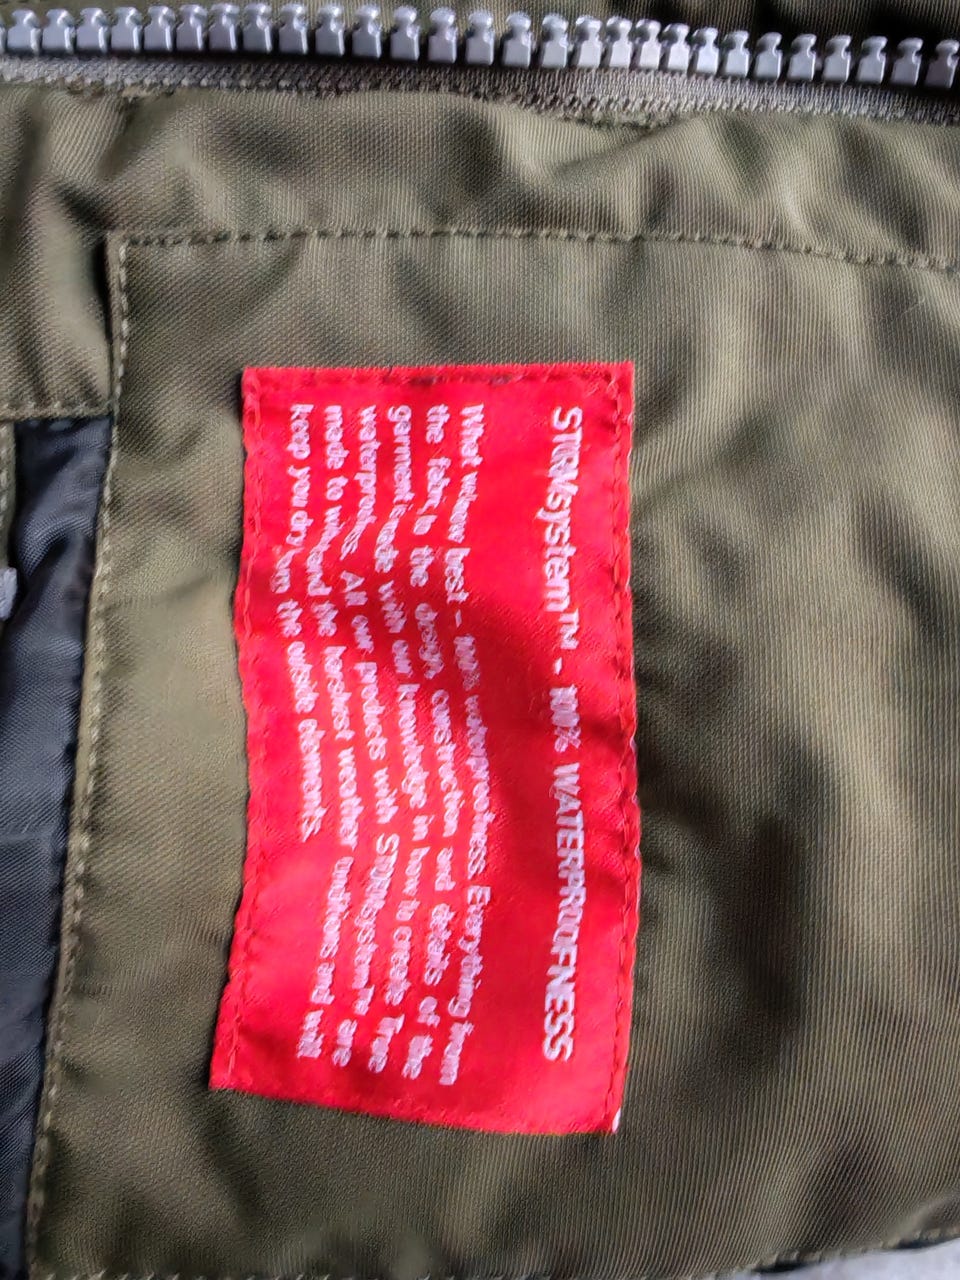 STORMsystem™ - 100% WATERPROOFNESS
What we know best - 100% waterproofness. Everything from
the fabric to the design, construction and details of the
garment is made with our knowledge in how to create true
waterproofness. All our products with STORMsystem™ are
made to withstand the harshest weather conditions and will
keep you dry from the outside elements.